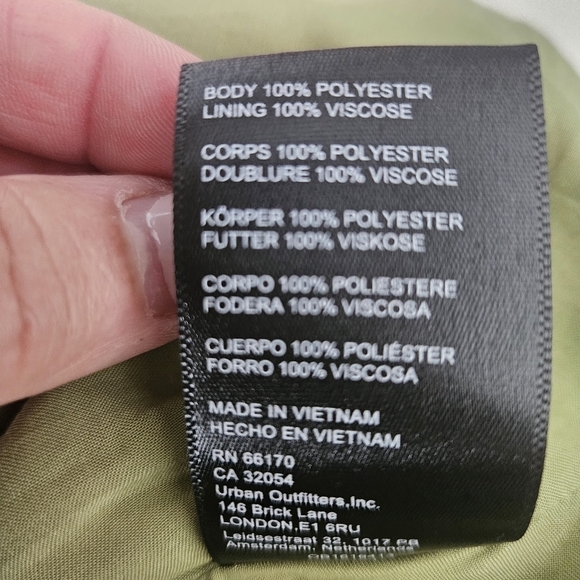 BODY 100% POLYESTER
LINING 100% VISCOSE
CORPS 100% POLYESTER
DOUBLURE 100% VISCOSE
KÖRPER 100% POLYESTER
FUTTER 100% VISKOSE
CORPO 100% POLIESTERE
FODERA 100% VISCOSA
CUERPO 100% POLIÉSTER
FORRO 100% VISCOSA
MADE IN VIETNAM
HECHO EN VIETNAM
RN 66170
CA 32054
Urban Outfitters,Inc.
146 Brick Lane
LONDON,E1 6RU
Leidsestraat 32, 1017 PB
Amsterdam, Netherlands